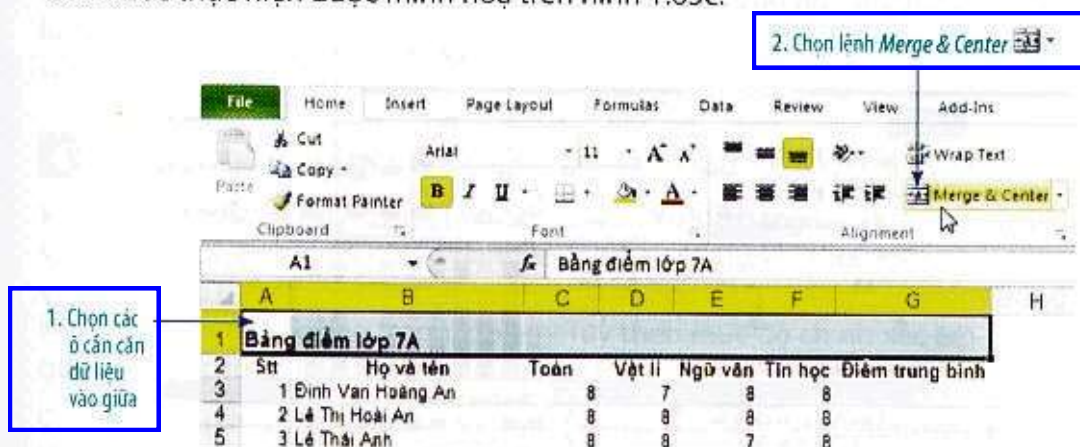 2. Chọn lệnh Merge & Center
File Home Insert Page Layout Formulas Data Review View Add-Ins
Cut
Copy
Paste
Format Painter
Arial 11 A A
B I U A
Wrap Text
Merge & Center
Clipboard Font Alignment
A1 fx Bảng điểm lớp 7A
A B C D E F G H
1. Chọn các
ô cần căn
dữ liệu
vào giữa
1 Bảng điểm lớp 7A
2 Stt Họ và tên Toán Vật lí Ngữ văn Tin học Điểm trung bình
3 1 Đinh Vạn Hoàng An 8 7 8 8
4 2 Lê Thị Hoài An 8 8 8 8
5 3 Lê Thái Anh 8 8 7 8